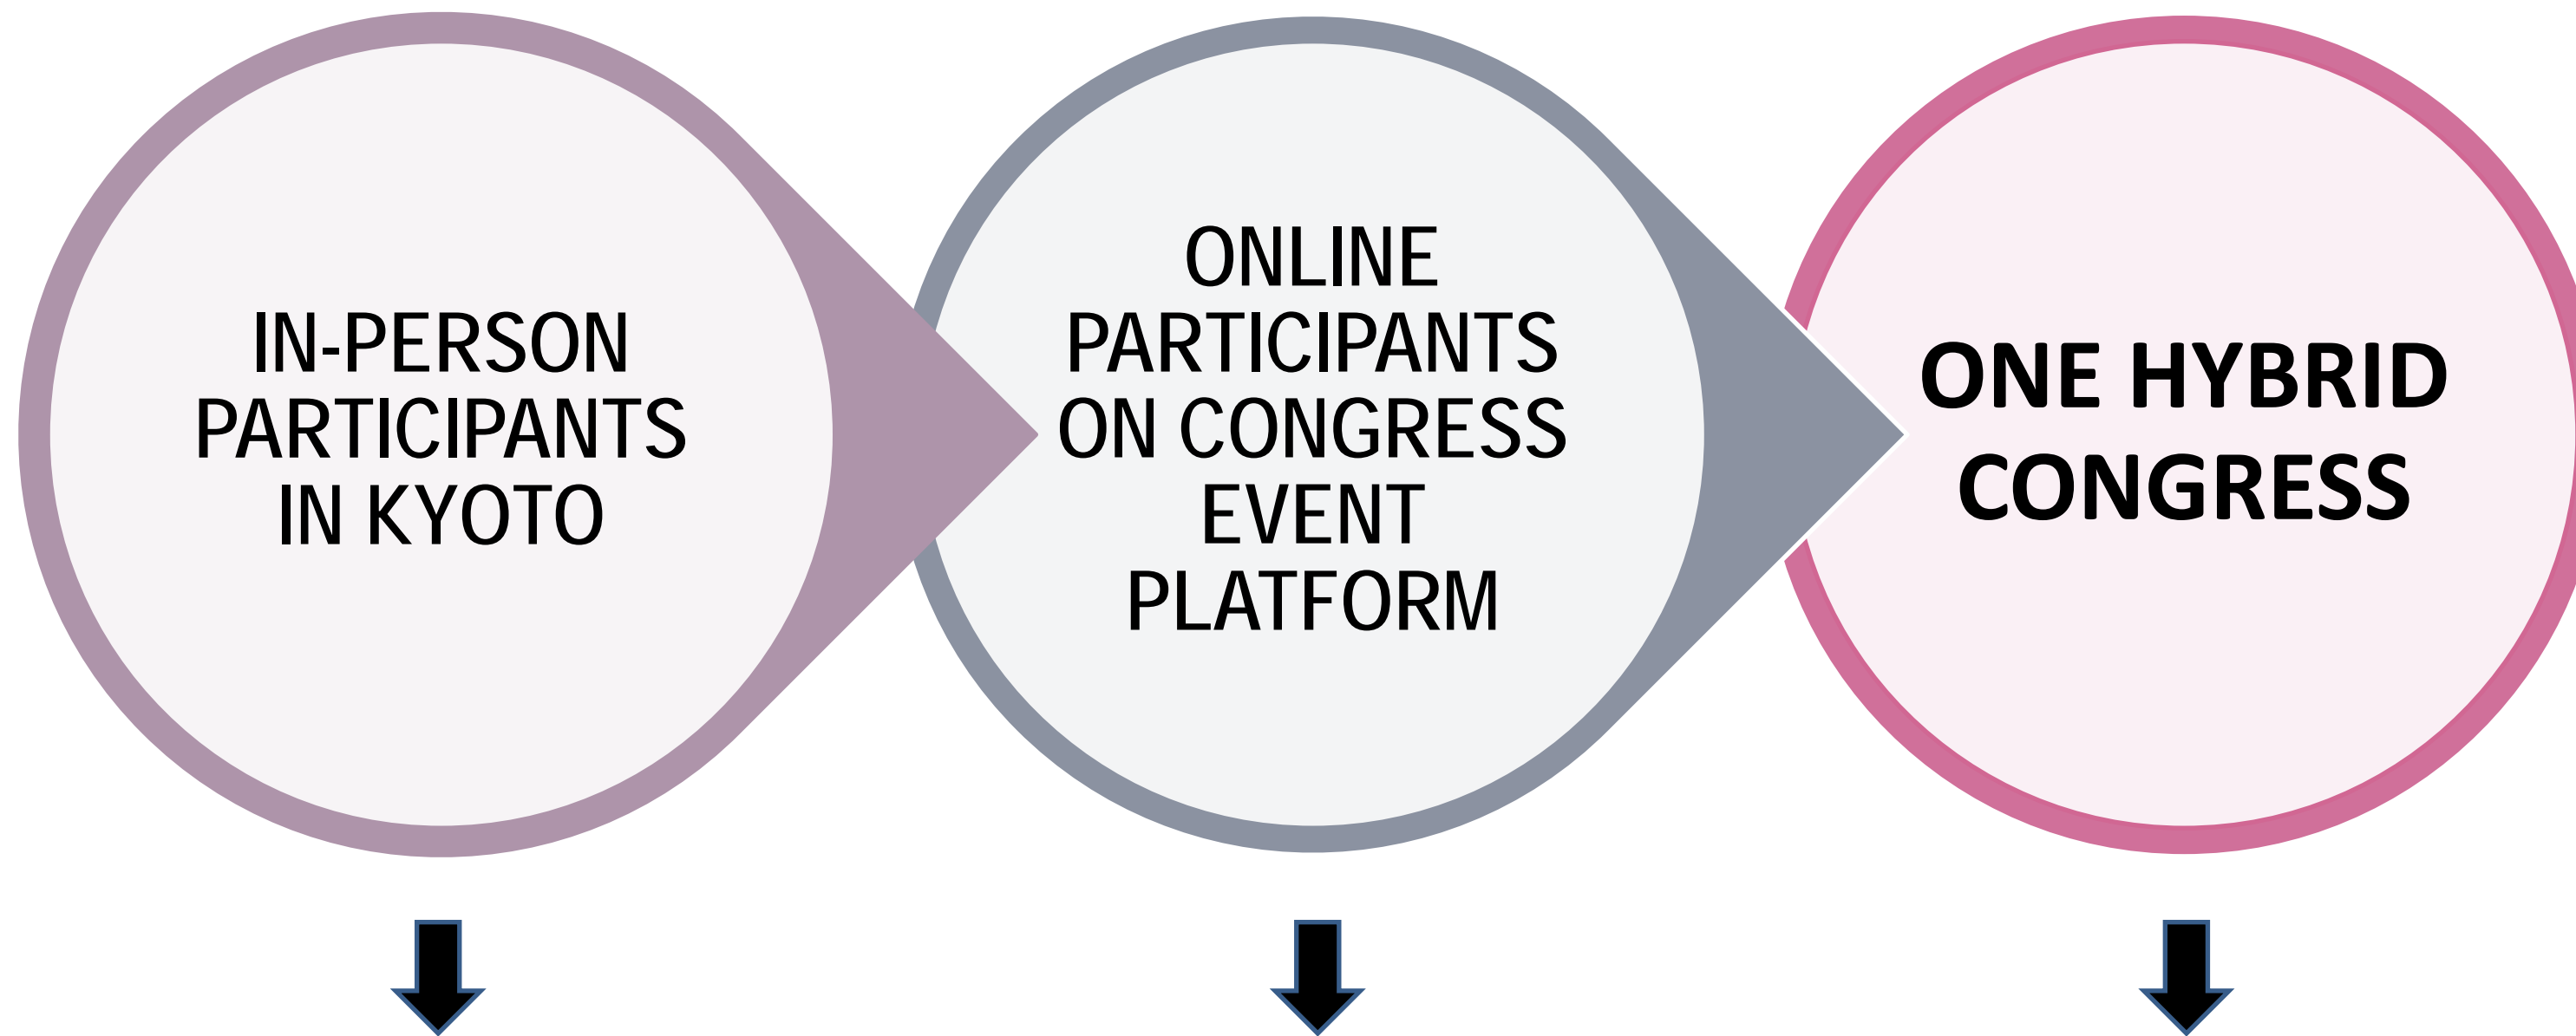 IN-PERSON
PARTICIPANTS
IN KYOTO
ONLINE
PARTICIPANTS
ON CONGRESS
EVENT
PLATFORM
ONE HYBRID
CONGRESS